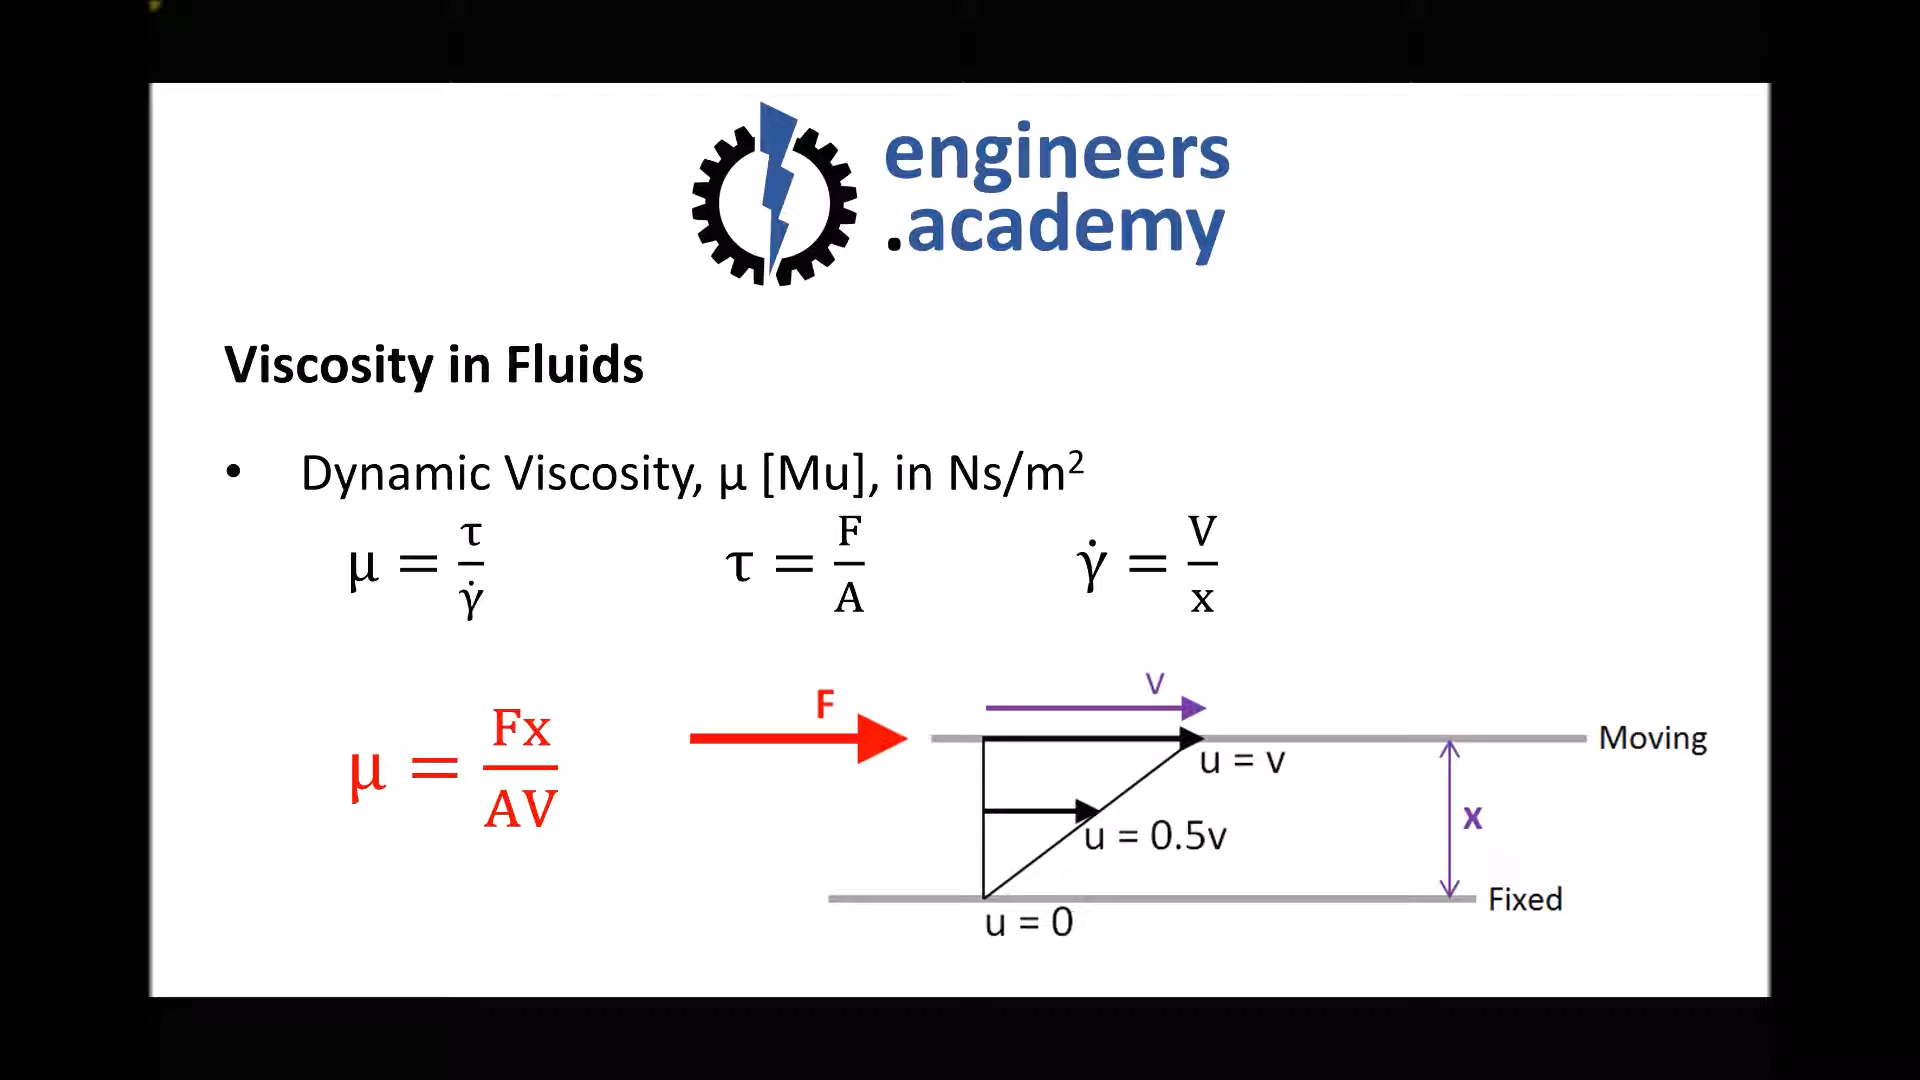 engineers
.academy
Viscosity in Fluids
• Dynamic Viscosity, μ [Mu], in Ns/m²
μ = τ/γ̇ τ = F/A γ̇ = V/x
μ = Fx/AV
F
V
Moving
u = v
x
u = 0.5v
Fixed
u = 0